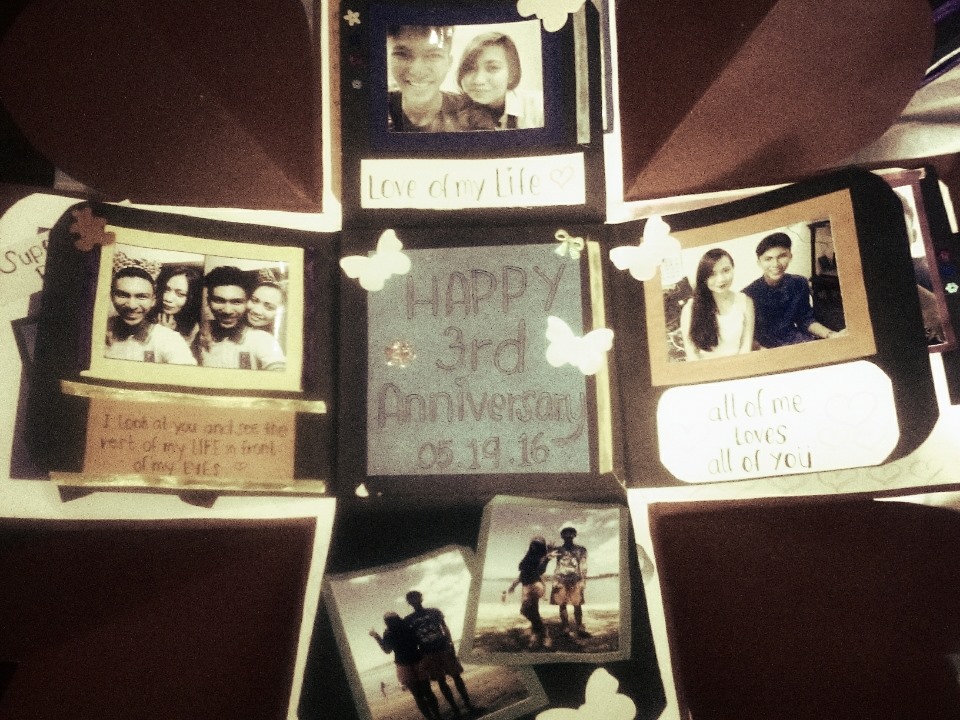 Love of my Life
HAPPY
3rd
Anniversary
05.19.16
I look at you and see the
rest of my LIFE in front
of my EYES
all of me
loves
all of you